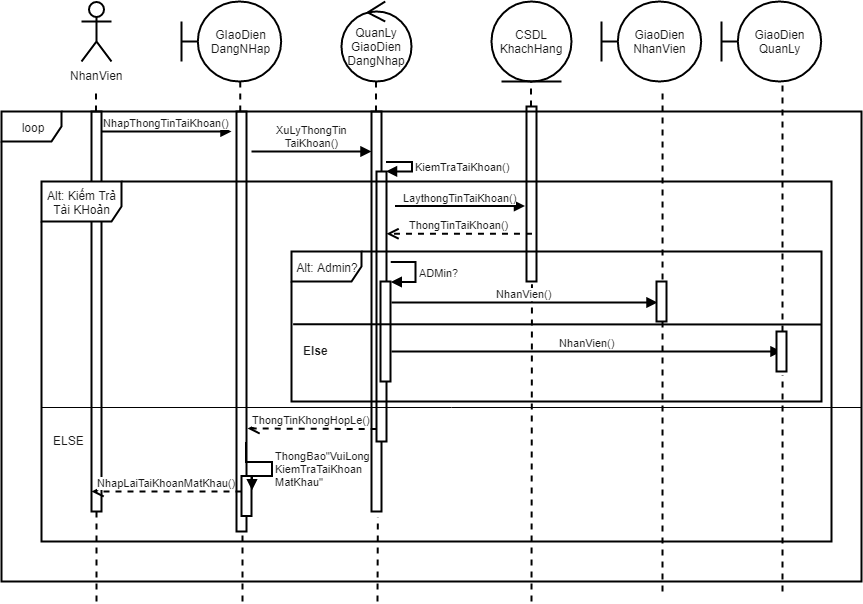 NhanVien
GIaoDien
DangNHap
QuanLy
GiaoDien
DangNhap
CSDL
KhachHang
GiaoDien
NhanVien
GiaoDien
QuanLy
loop
NhapThongTinTaiKhoan()
XuLyThongTin
TaiKhoan()
KiemTraTaiKhoan()
Alt: Kiếm Trả
Tải KHoản
LaythongTinTaiKhoan()
ThongTinTaiKhoan()
Alt: Admin?
ADMin?
NhanVien()
Else
NhanVien()
ThongTinKhongHopLe()
ELSE
ThongBao"VuiLong
KiemTraTaiKhoan
MatKhau"
NhapLaiTaiKhoanMatKhau()